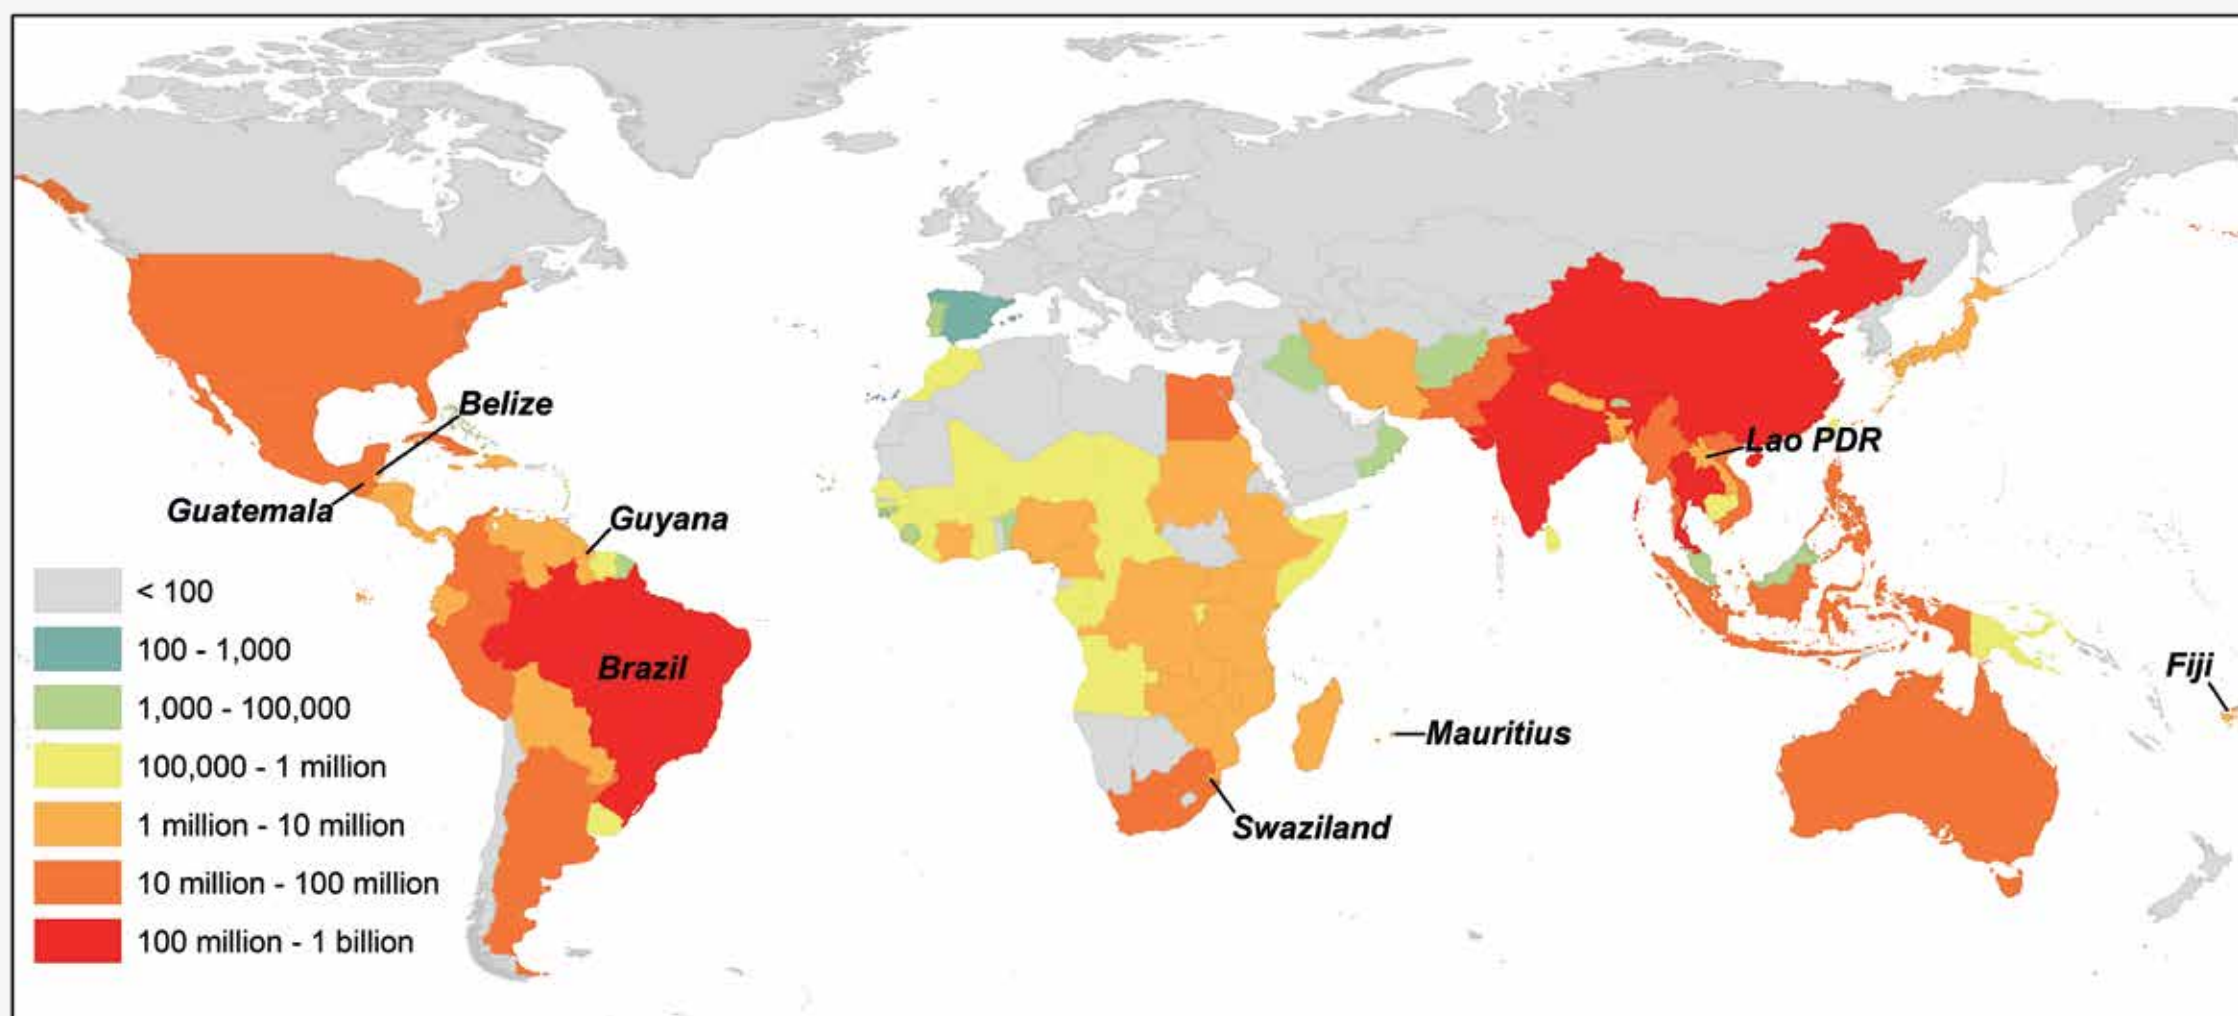 Belize
Lao PDR
Guatemala
Guyana
< 100
100 - 1,000
Brazil
Fiji
1,000 - 100,000
Mauritius
100,000 - 1 million
1 million - 10 million
Swaziland
10 million - 100 million
100 million - 1 billion